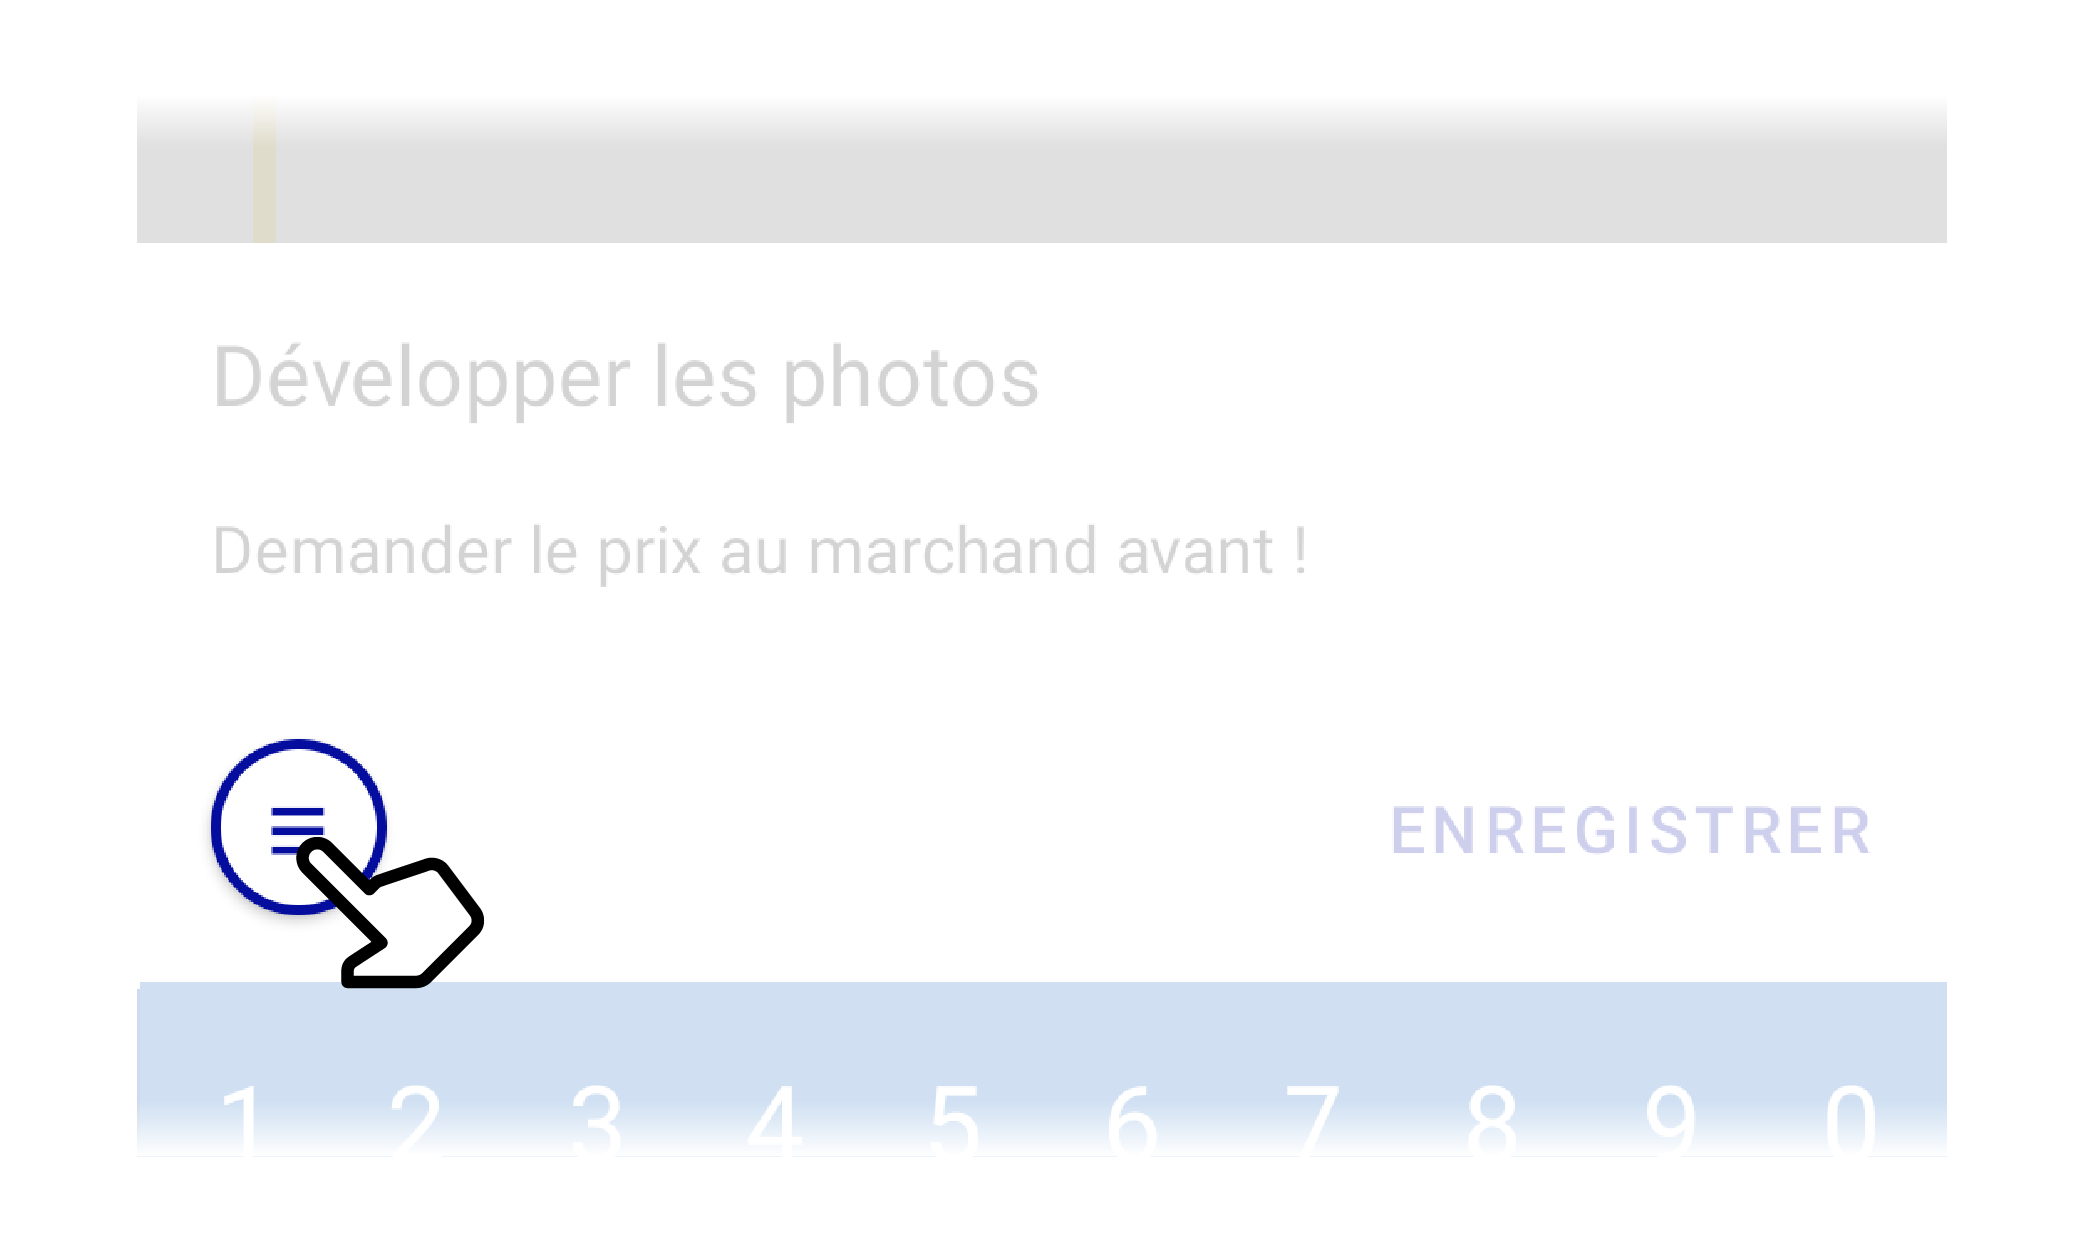 Développer les photos
Demander le prix au marchand avant !
ENREGISTRER
1 2 3 4 5 6 7 8 9 0